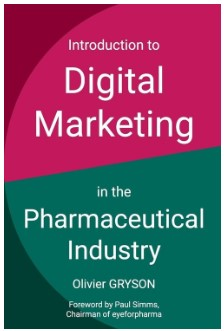 Introduction to
Digital
Marketing
in the
Pharmaceutical
Industry
Olivier GRYSON
Foreword by Paul Simms,
Chairman of eyeforpharma